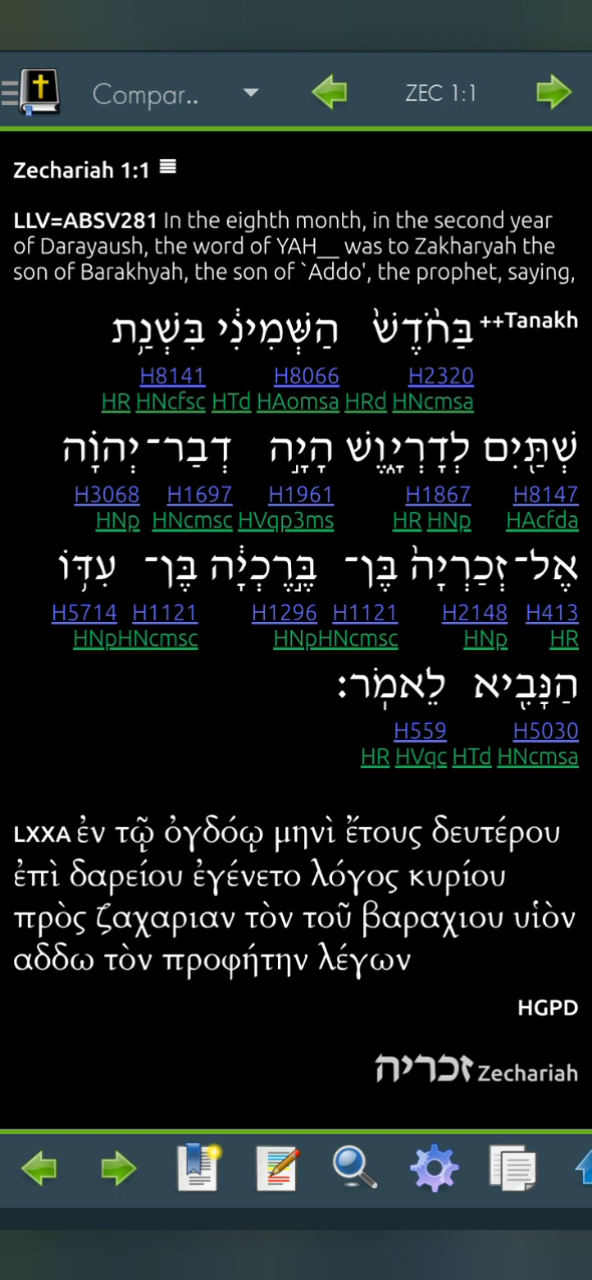 Compar..
ZEC 1:1
Zechariah 1:1
LLV=ABSV281 In the eighth month, in the second year
of Darayaush, the word of YAH__ was to Zakharyah the
son of Barakhyah, the son of `Addo', the prophet, saying,
++Tanakh בַּחֹ֙דֶשׁ֙ הַשְּׁמִינִ֔י בִּשְׁנַ֥ת
H8141 H8066 H2320
HR HNcfsc HTd HAomsa HRd HNcmsa
שְׁתַּ֖יִם לְדָרְיָ֑וֶשׁ הָיָ֣ה דְבַר־ יְהוָ֗ה
H3068 H1697 H1961 H1867 H8147
HNp HNcmsc HVqp3ms HR HNp HAcfda
אֶל־ זְכַרְיָה֙ בֶּן־ בֶּ֣רֶכְיָ֔ה בֶּן־ עִדּ֥וֹ
H5714 H1121 H1296 H1121 H2148 H413
HNpHNcmsc HNpHNcmsc HNp HR
הַנָּבִ֖יא לֵאמֹֽר׃
H559 H5030
HR HVqc HTd HNcmsa
LXXA ἐν τῷ ὀγδόῳ μηνὶ ἔτους δευτέρου
ἐπὶ δαρείου ἐγένετο λόγος κυρίου
πρὸς ζαχαριαν τὸν τοῦ βαραχιου υἱὸν
αδδω τὸν προφήτην λέγων
HGPD
זכריה Zechariah